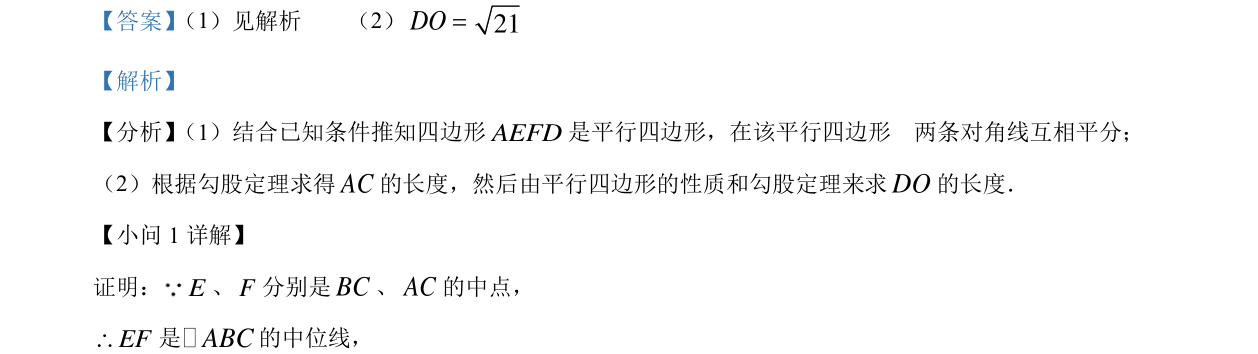 【答案】（1）见解析　　（2）DO = √21
【解析】
【分析】（1）结合已知条件推知四边形 AEFD 是平行四边形，在该平行四边形　两条对角线互相平分；
（2）根据勾股定理求得 AC 的长度，然后由平行四边形的性质和勾股定理来求 DO 的长度．
【小问 1 详解】
证明：∵ E 、 F 分别是 BC 、 AC 的中点，
∴ EF 是□ ABC 的中位线，